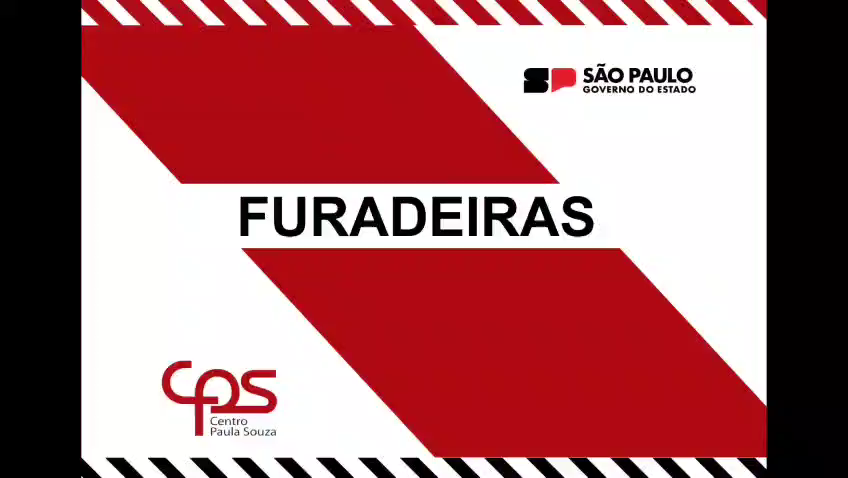 SÃO PAULO
GOVERNO DO ESTADO
FURADEIRAS
cps
Centro
Paula Souza